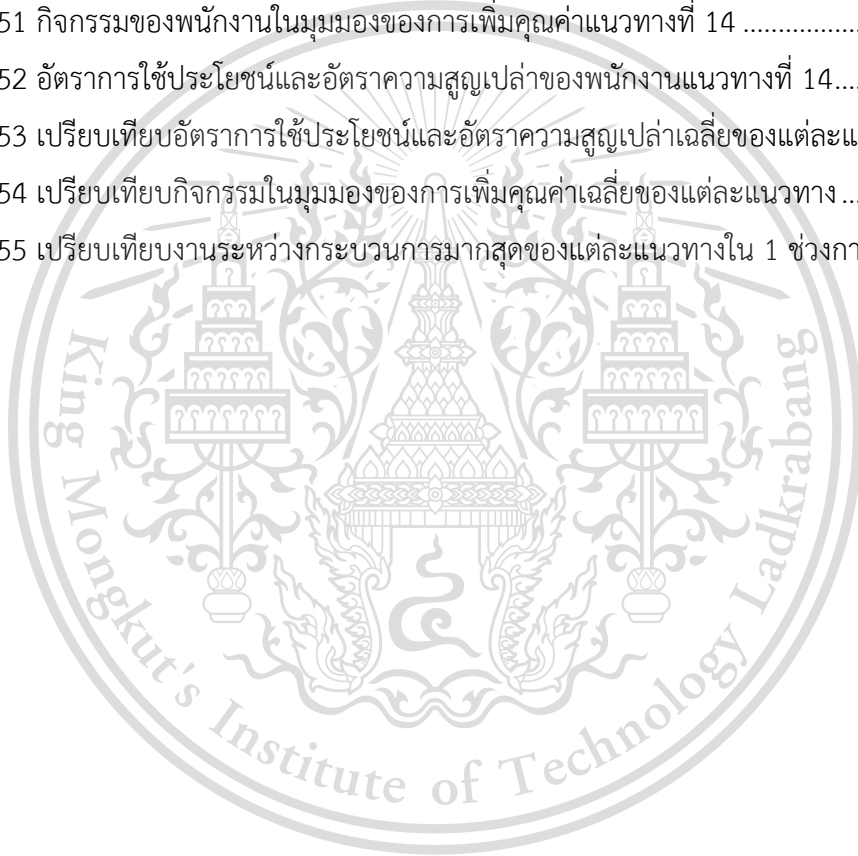 51 กิจกรรมของพนักงานในมุมมองของการเพิ่มคุณค่าแนวทางที่ 14 ..................
52 อัตราการใช้ประโยชน์และอัตราความสูญเปล่าของพนักงานแนวทางที่ 14.....
53 เปรียบเทียบอัตราการใช้ประโยชน์และอัตราความสูญเปล่าเฉลี่ยของแต่ละแ
54 เปรียบเทียบกิจกรรมในมุมมองของการเพิ่มคุณค่าเฉลี่ยของแต่ละแนวทาง ...
55 เปรียบเทียบงานระหว่างกระบวนการมากสุดของแต่ละแนวทางใน 1 ช่วงกา
King Mongkut's Institute of Technology Ladkrabang